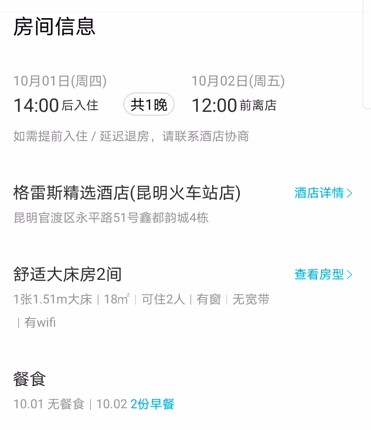 房间信息
10月01日(周四) 10月02日(周五)
14:00后入住 共1晚 12:00前离店
如需提前入住 / 延迟退房，请联系酒店协商
格雷斯精选酒店(昆明火车站店) 酒店详情 >
昆明官渡区永平路51号鑫都韵城4栋
舒适大床房2间 查看房型 >
1张1.51m大床 | 18㎡ | 可住2人 | 有窗 | 无宽带
| 有wifi
餐食
10.01 无餐食 | 10.02 2份早餐